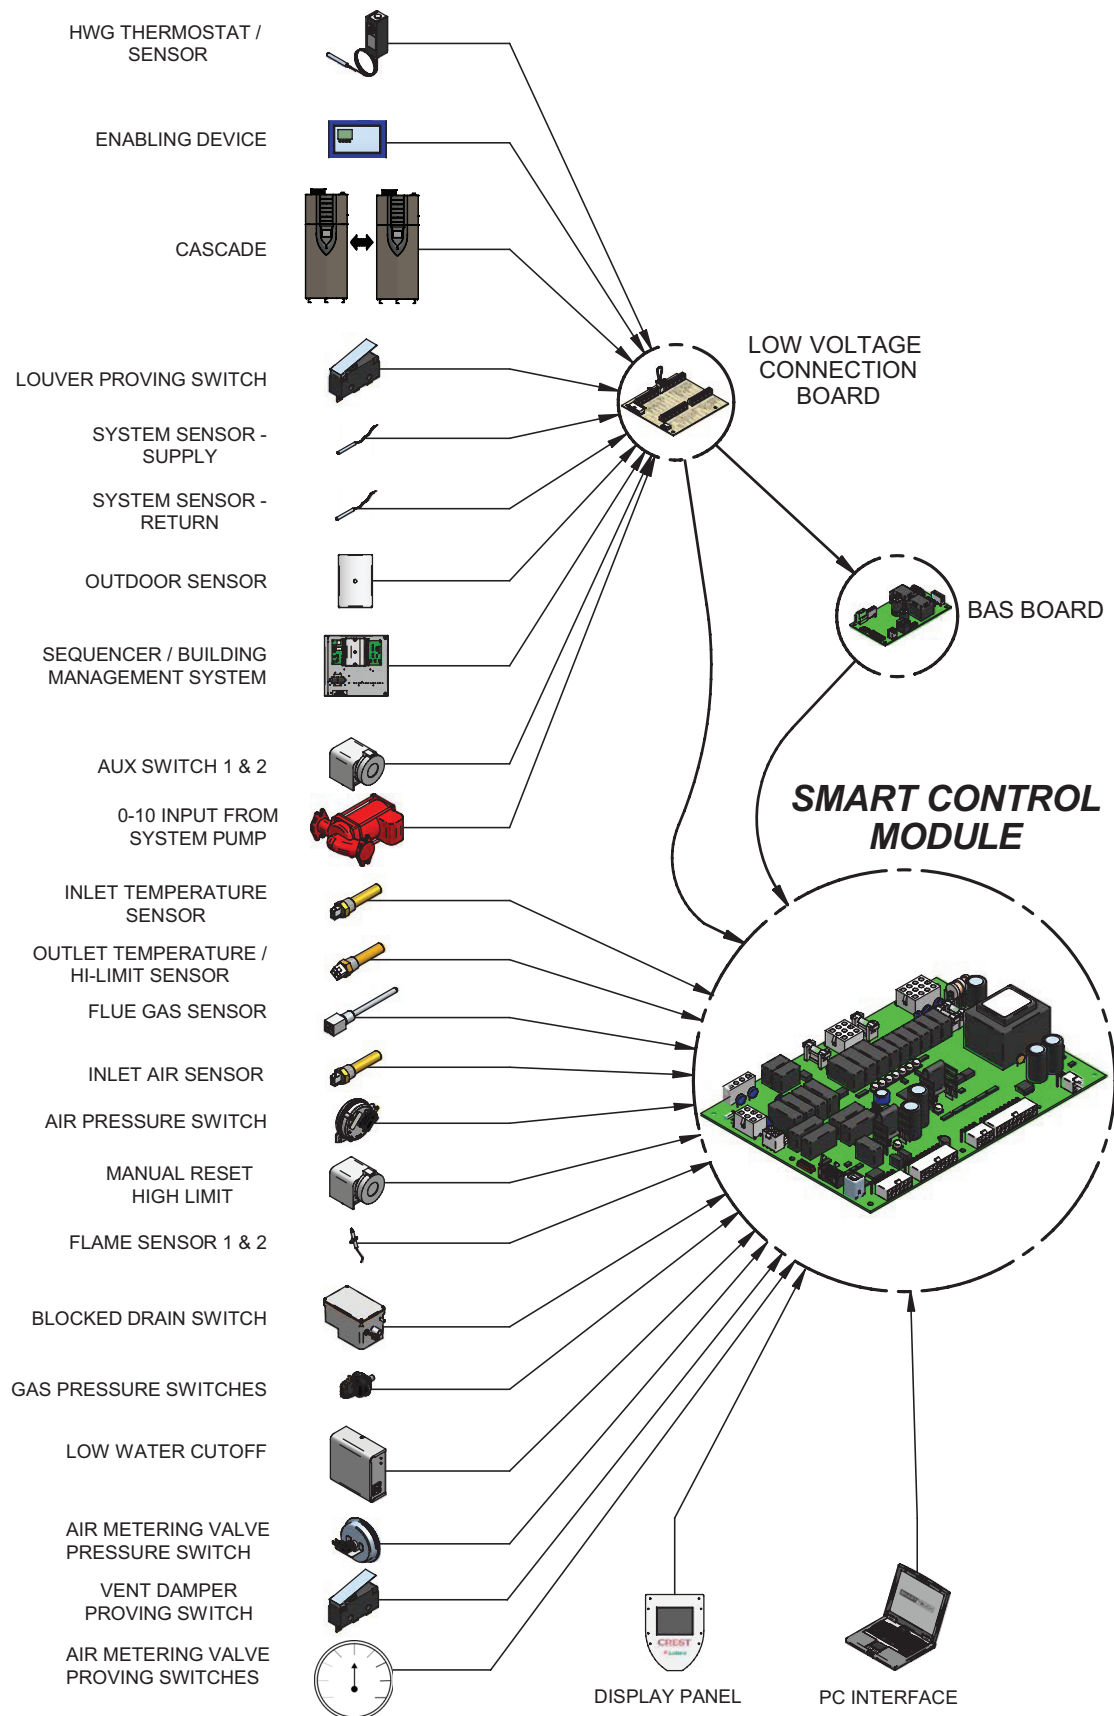 HWG THERMOSTAT /
SENSOR
ENABLING DEVICE
CASCADE
LOUVER PROVING SWITCH
SYSTEM SENSOR -
SUPPLY
SYSTEM SENSOR -
RETURN
OUTDOOR SENSOR
SEQUENCER / BUILDING
MANAGEMENT SYSTEM
AUX SWITCH 1 & 2
0-10 INPUT FROM
SYSTEM PUMP
INLET TEMPERATURE
SENSOR
OUTLET TEMPERATURE /
HI-LIMIT SENSOR
FLUE GAS SENSOR
INLET AIR SENSOR
AIR PRESSURE SWITCH
MANUAL RESET
HIGH LIMIT
FLAME SENSOR 1 & 2
BLOCKED DRAIN SWITCH
GAS PRESSURE SWITCHES
LOW WATER CUTOFF
AIR METERING VALVE
PRESSURE SWITCH
VENT DAMPER
PROVING SWITCH
AIR METERING VALVE
PROVING SWITCHES
LOW VOLTAGE
CONNECTION
BOARD
BAS BOARD
SMART CONTROL
MODULE
CREST
DISPLAY PANEL
PC INTERFACE